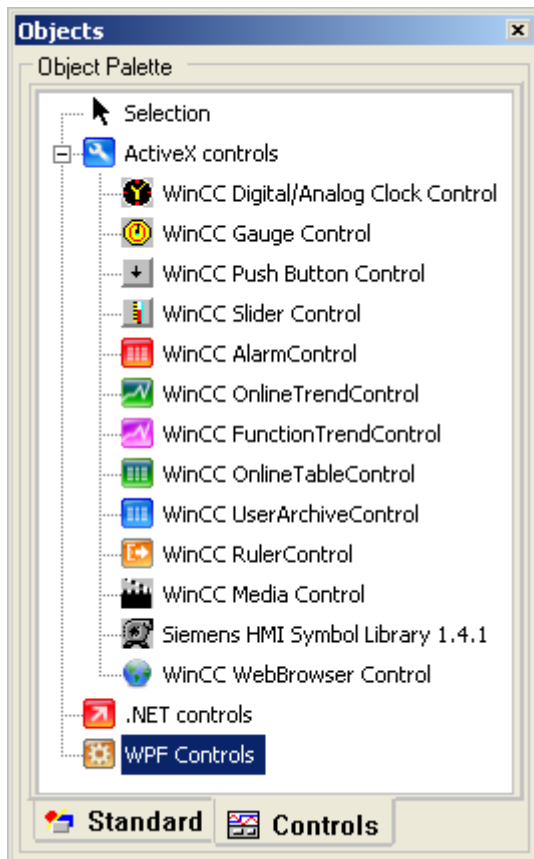 Objects
Object Palette
Selection
ActiveX controls
WinCC Digital/Analog Clock Control
WinCC Gauge Control
WinCC Push Button Control
WinCC Slider Control
WinCC AlarmControl
WinCC OnlineTrendControl
WinCC FunctionTrendControl
WinCC OnlineTableControl
WinCC UserArchiveControl
WinCC RulerControl
WinCC Media Control
Siemens HMI Symbol Library 1.4.1
WinCC WebBrowser Control
.NET controls
WPF Controls
Standard Controls